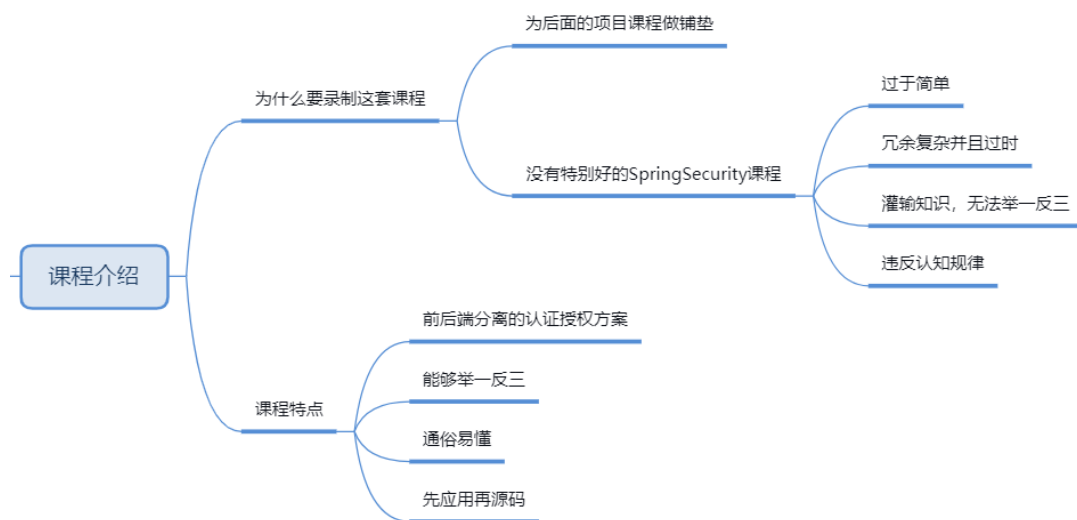 课程介绍
为什么要录制这套课程
为后面的项目课程做铺垫
没有特别好的SpringSecurity课程
过于简单
冗余复杂并且过时
灌输知识，无法举一反三
违反认知规律
课程特点
前后端分离的认证授权方案
能够举一反三
通俗易懂
先应用再源码